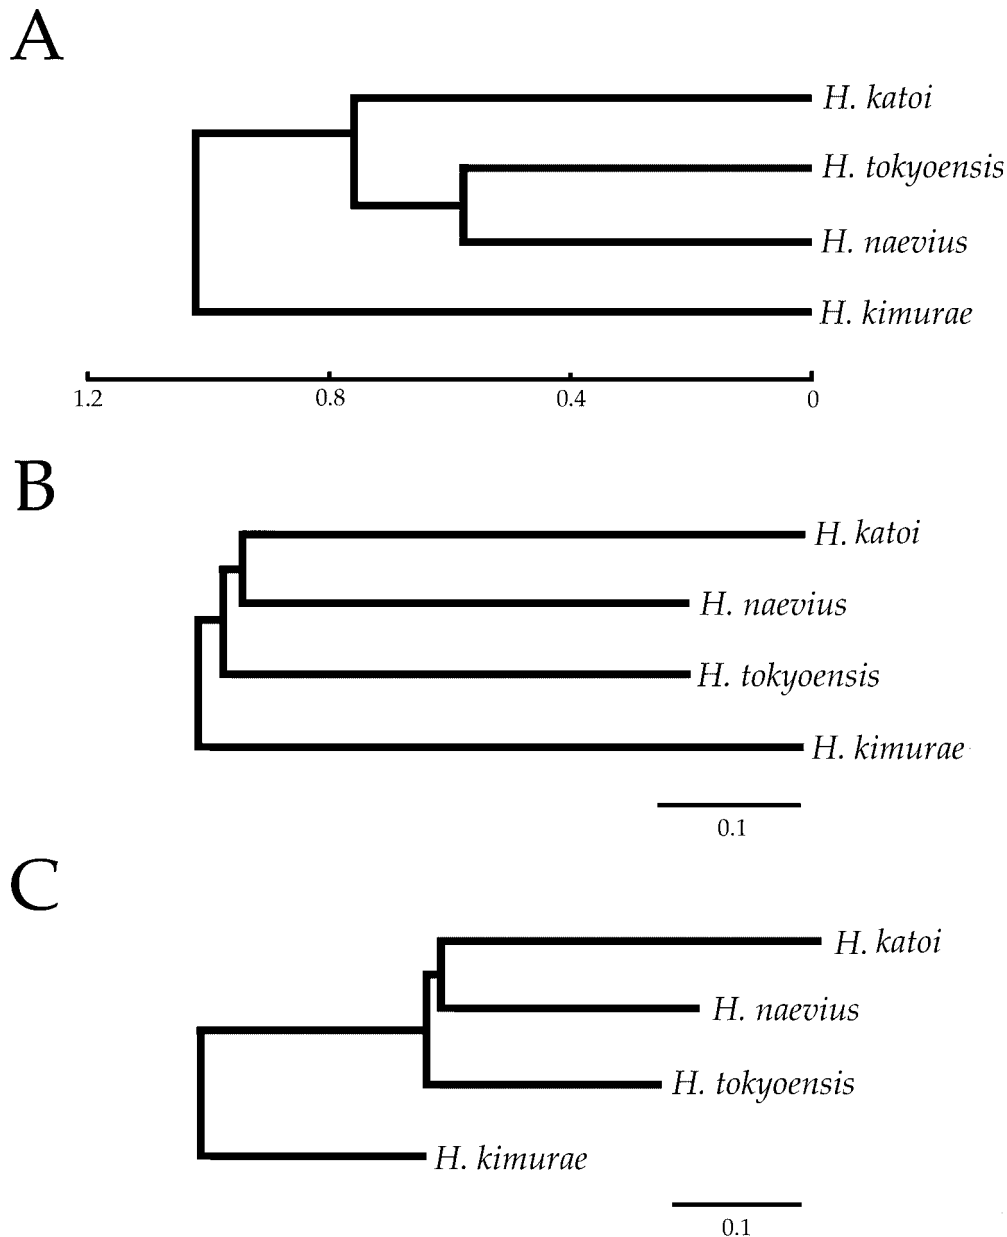 A
H. katoi
H. tokyoensis
H. naevius
H. kimurae
1.2 0.8 0.4 0
B
H. katoi
H. naevius
H. tokyoensis
H. kimurae
0.1
C
H. katoi
H. naevius
H. tokyoensis
H. kimurae
0.1